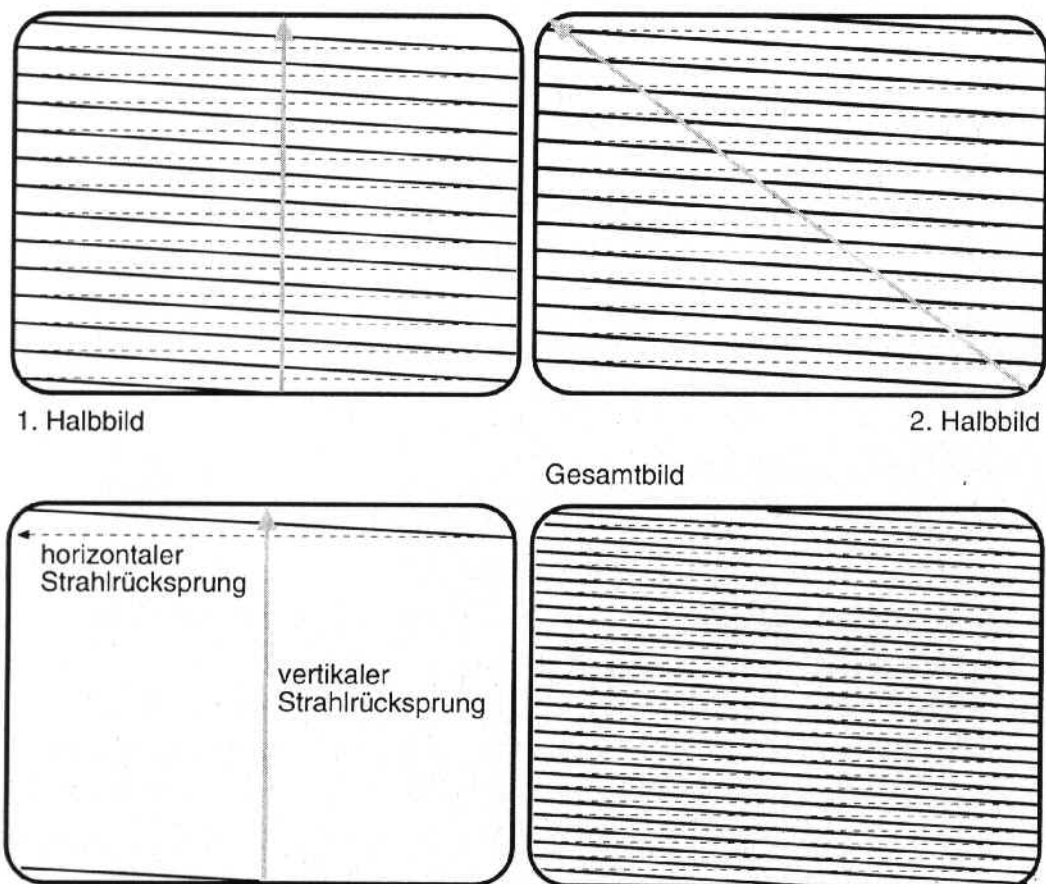 1. Halbbild
2. Halbbild
Gesamtbild
horizontaler
Strahlrücksprung
vertikaler
Strahlrücksprung